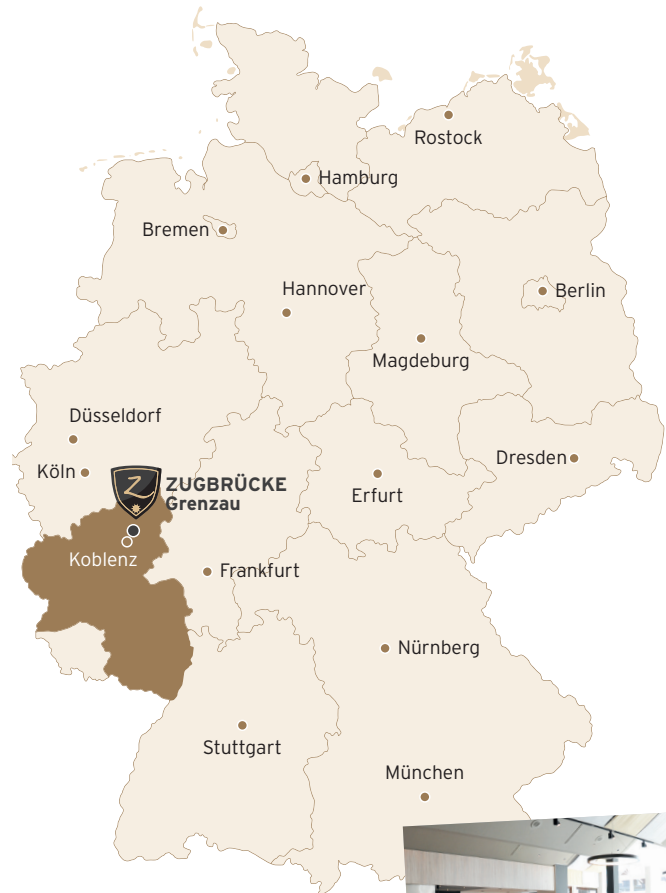 Rostock
Hamburg
Bremen
Hannover
Berlin
Magdeburg
Düsseldorf
Köln
Z
ZUGBRÜCKE
Grenzau
Erfurt
Dresden
Koblenz
Frankfurt
Nürnberg
Stuttgart
München